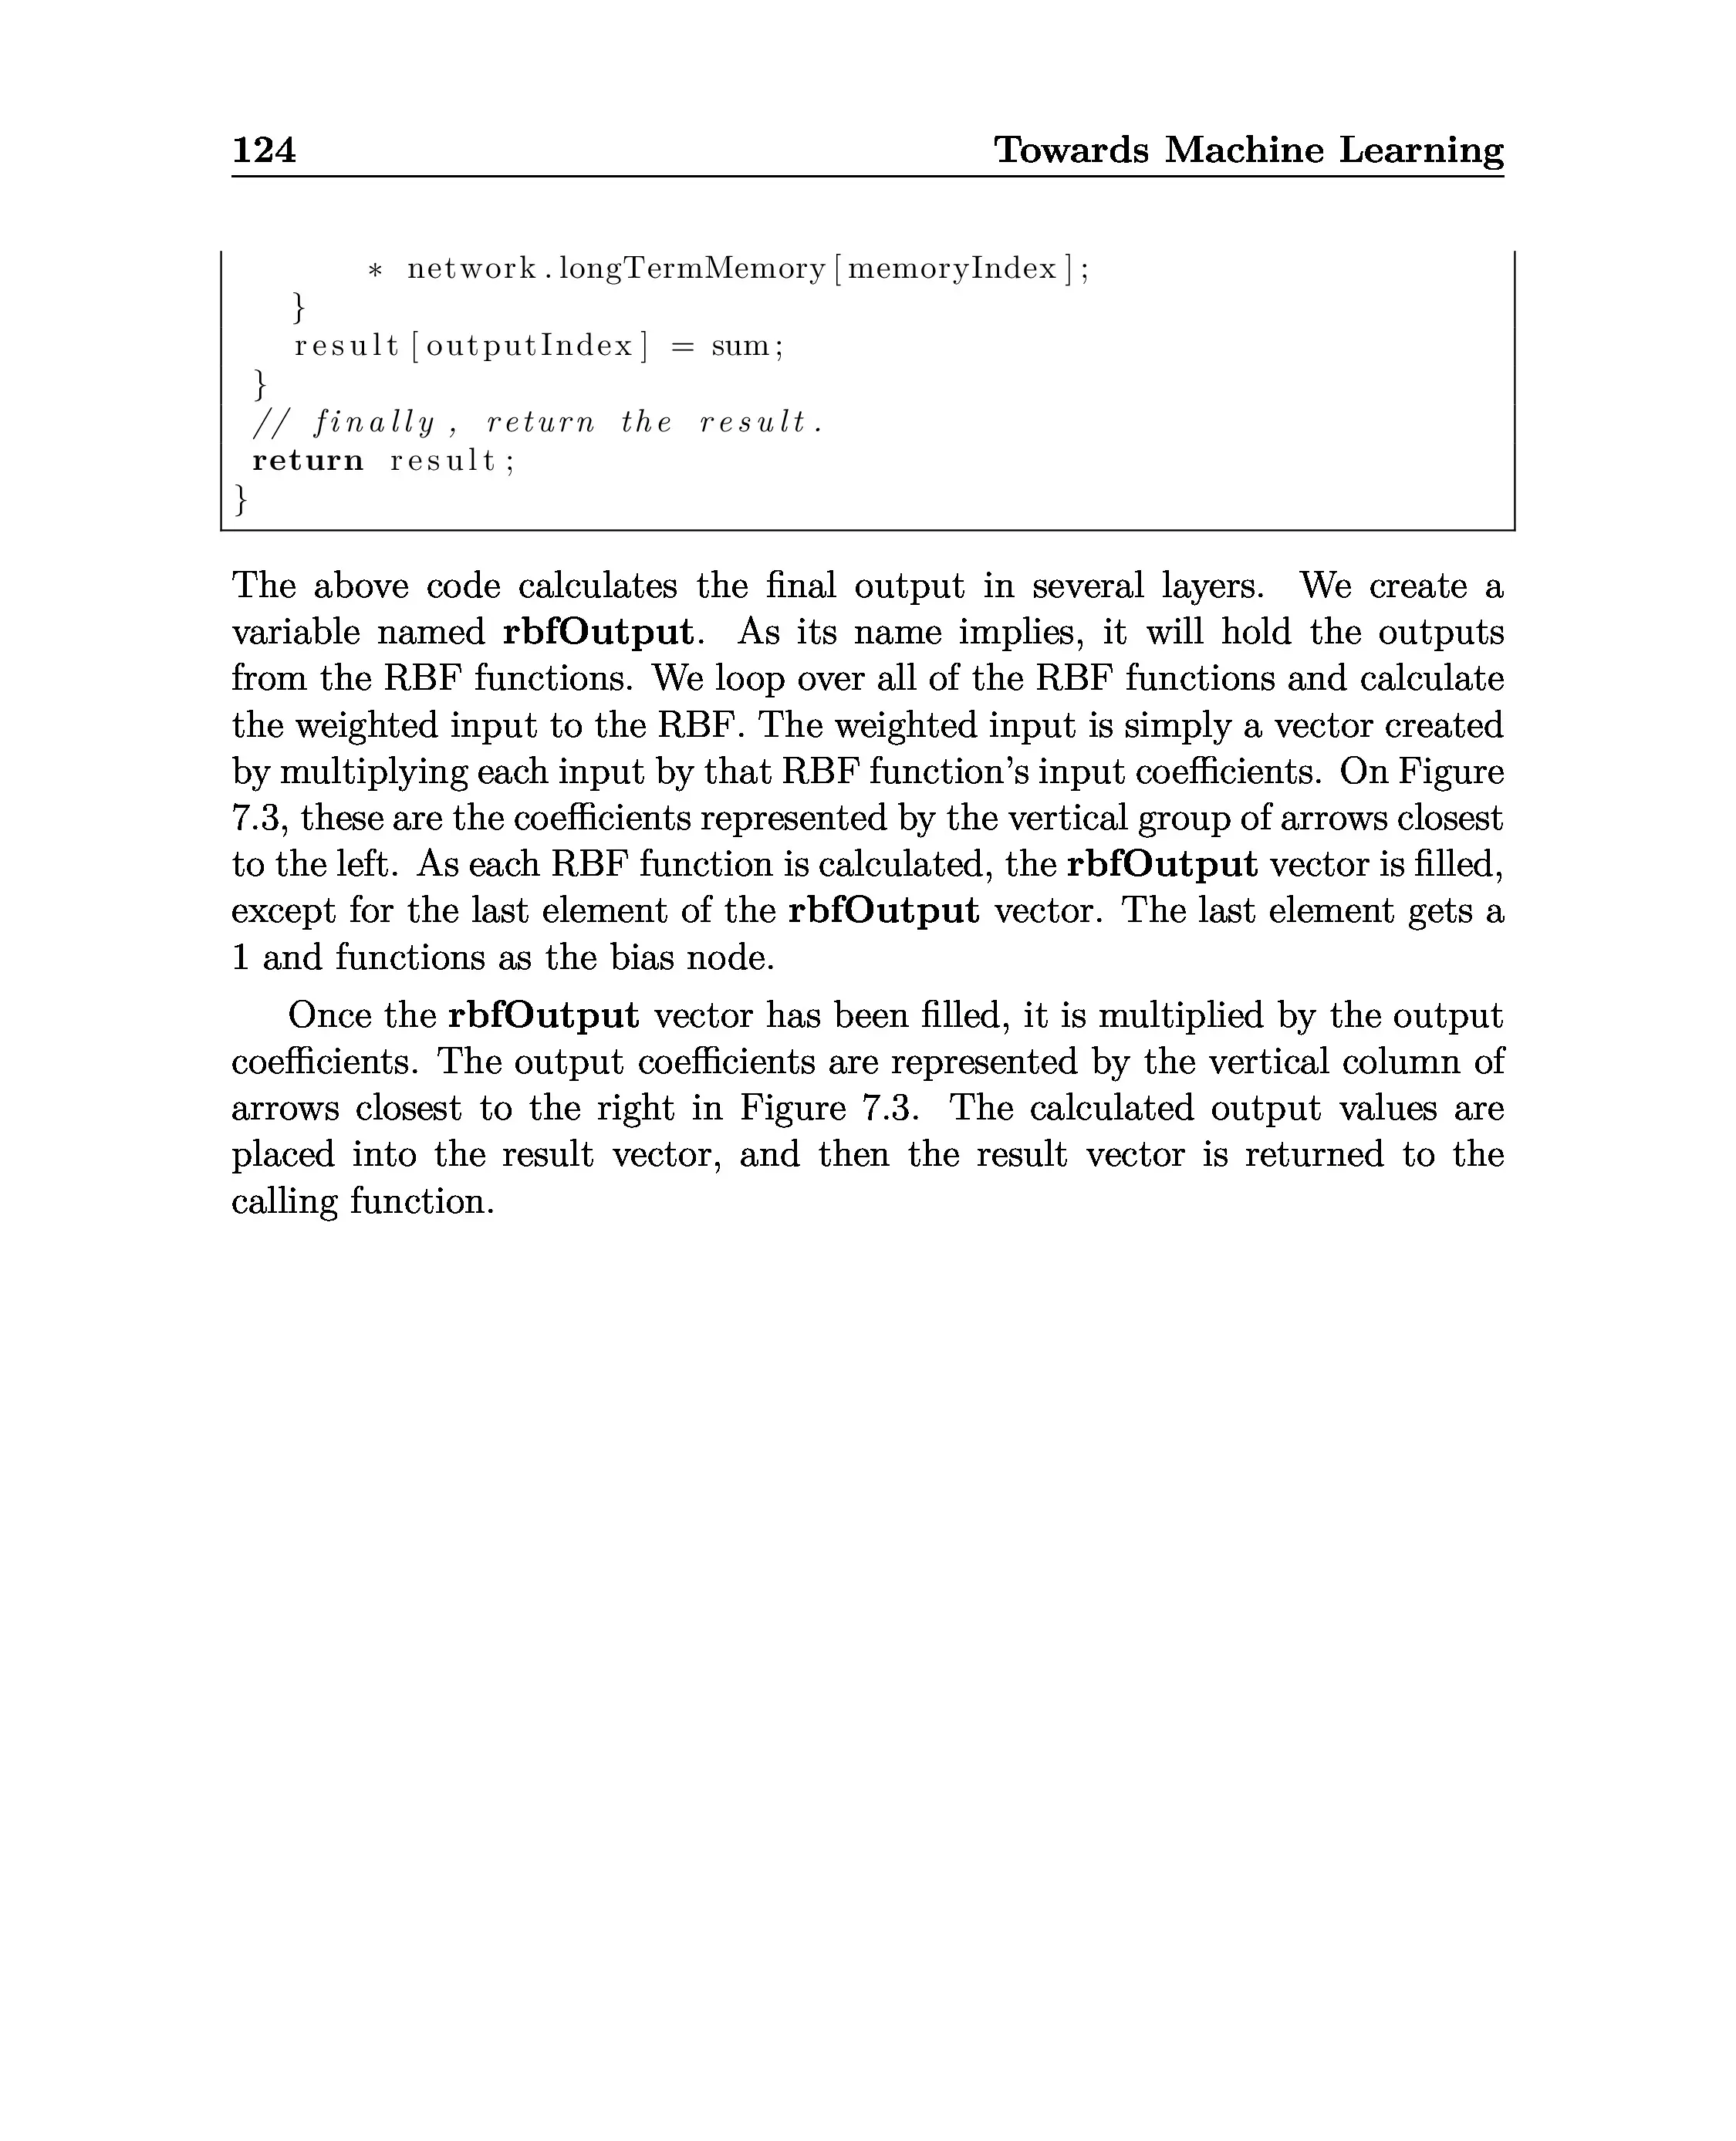 124 Towards Machine Learning
* network.longTermMemory[memoryIndex];
}
result[outputIndex] = sum;
}
// finally, return the result.
return result;
}
The above code calculates the final output in several layers. We create a
variable named rbfOutput. As its name implies, it will hold the outputs
from the RBF functions. We loop over all of the RBF functions and calculate
the weighted input to the RBF. The weighted input is simply a vector created
by multiplying each input by that RBF function's input coefficients. On Figure
7.3, these are the coefficients represented by the vertical group of arrows closest
to the left. As each RBF function is calculated, the rbfOutput vector is filled,
except for the last element of the rbfOutput vector. The last element gets a
1 and functions as the bias node.
Once the rbfOutput vector has been filled, it is multiplied by the output
coefficients. The output coefficients are represented by the vertical column of
arrows closest to the right in Figure 7.3. The calculated output values are
placed into the result vector, and then the result vector is returned to the
calling function.